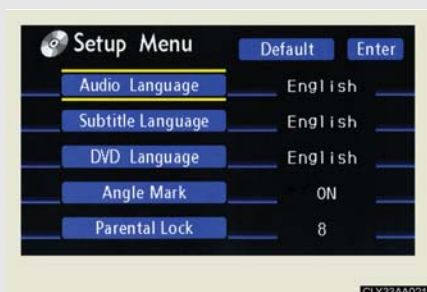 Setup Menu Default Enter
Audio Language English
Subtitle Language English
DVD Language English
Angle Mark ON
Parental Lock 8
CLY33AA021